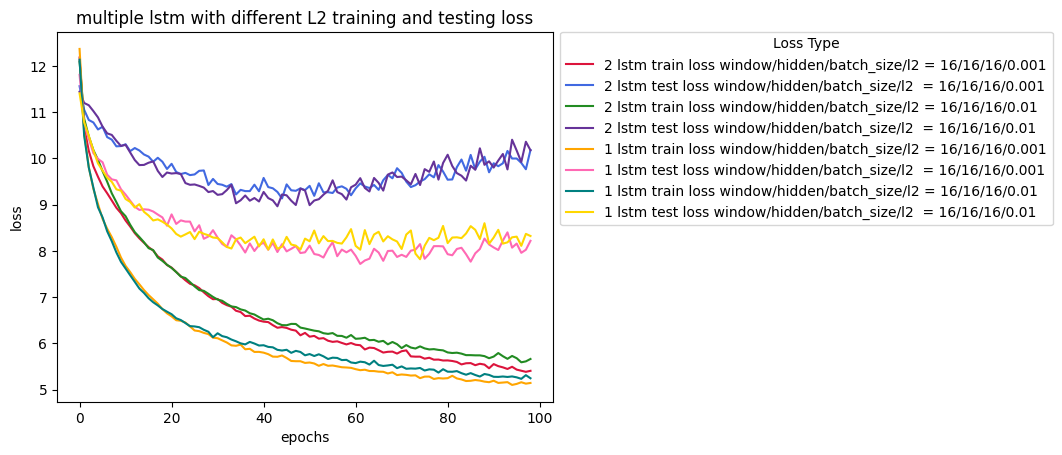 multiple lstm with different L2 training and testing loss
loss
12
11
10
9
8
7
6
5
0
20
40
60
80
100
epochs
Loss Type
2 lstm train loss window/hidden/batch_size/l2 = 16/16/16/0.001
2 lstm test loss window/hidden/batch_size/l2  = 16/16/16/0.001
2 lstm train loss window/hidden/batch_size/l2 = 16/16/16/0.01
2 lstm test loss window/hidden/batch_size/l2  = 16/16/16/0.01
1 lstm train loss window/hidden/batch_size/l2 = 16/16/16/0.001
1 lstm test loss window/hidden/batch_size/l2  = 16/16/16/0.001
1 lstm train loss window/hidden/batch_size/l2 = 16/16/16/0.01
1 lstm test loss window/hidden/batch_size/l2  = 16/16/16/0.01